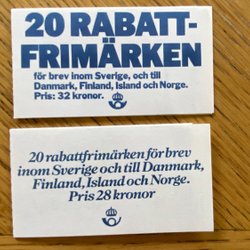 20 RABATT-
FRIMÄRKEN
för brev inom Sverige, och till
Danmark, Finland, Island och Norge.
Pris: 32 kronor.
20 rabattfrimärken för brev
inom Sverige och till Danmark,
Finland, Island och Norge.
Pris 28 kronor